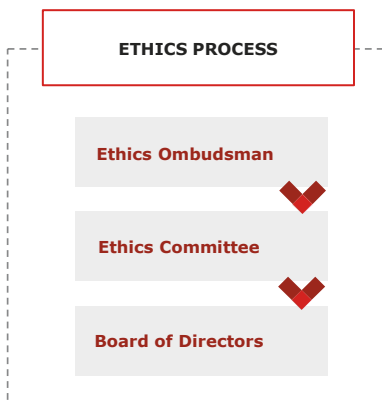 ETHICS PROCESS
Ethics Ombudsman
Ethics Committee
Board of Directors